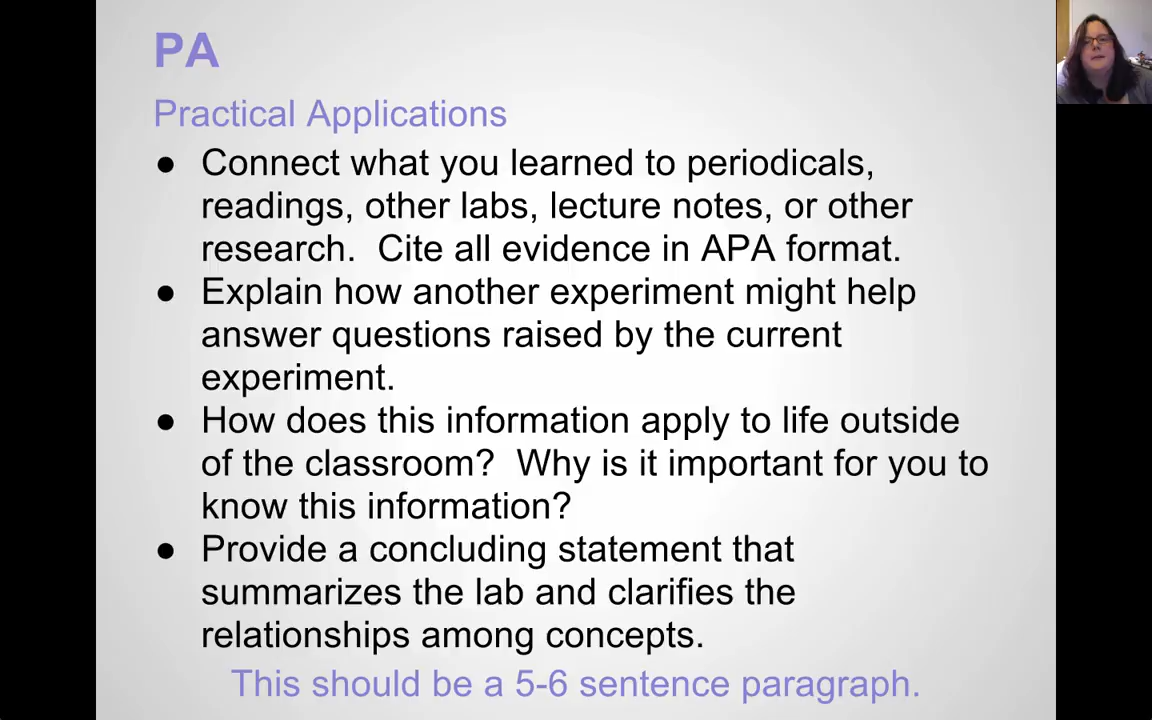 PA
Practical Applications
● Connect what you learned to periodicals,
readings, other labs, lecture notes, or other
research.  Cite all evidence in APA format.
● Explain how another experiment might help
answer questions raised by the current
experiment.
● How does this information apply to life outside
of the classroom?  Why is it important for you to
know this information?
● Provide a concluding statement that
summarizes the lab and clarifies the
relationships among concepts.
This should be a 5-6 sentence paragraph.